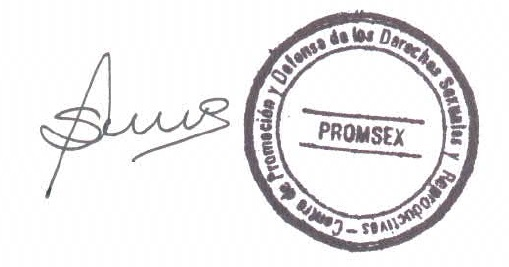 Centro de Promoción y Defensa de los Derechos Sexuales y Reproductivos -
PROMSEX